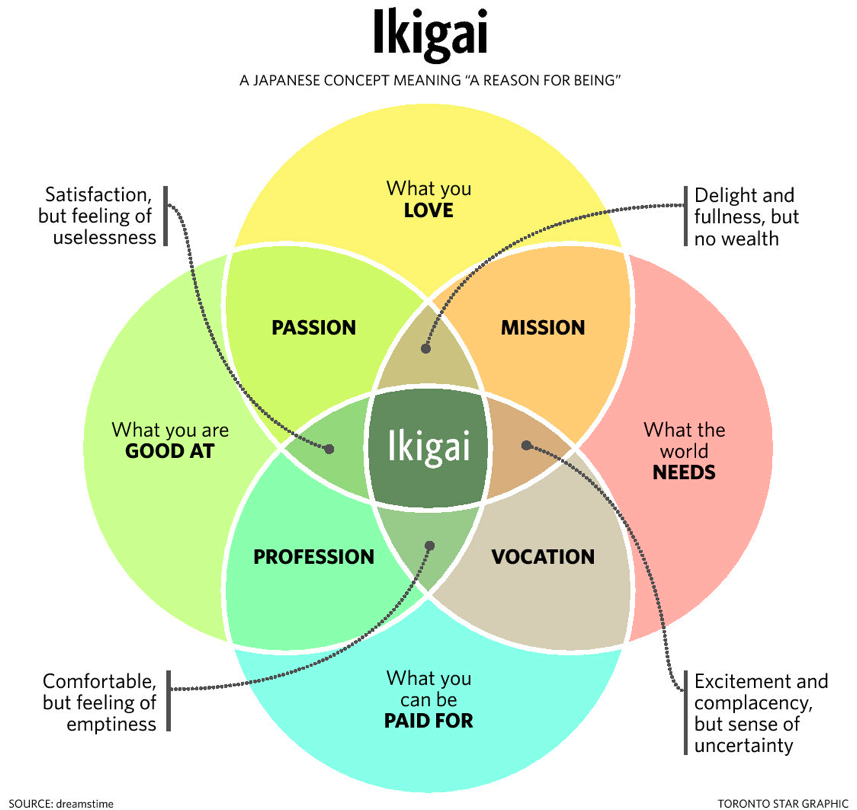 Ikigai
A JAPANESE CONCEPT MEANING “A REASON FOR BEING”
What you
LOVE
Satisfaction,
but feeling of
uselessness
Delight and
fullness, but
no wealth
PASSION
MISSION
What you are
GOOD AT
Ikigai
What the
world
NEEDS
PROFESSION
VOCATION
Comfortable,
but feeling of
emptiness
What you
can be
PAID FOR
Excitement and
complacency,
but sense of
uncertainty
SOURCE: dreamstime
TORONTO STAR GRAPHIC